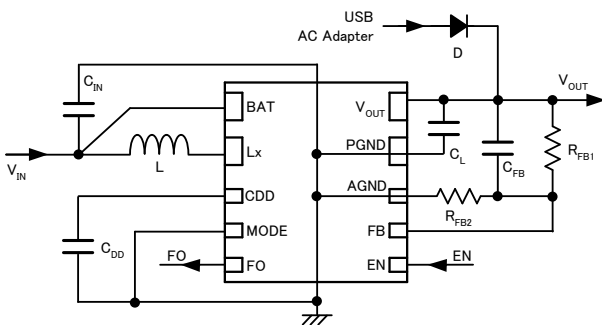 USB
AC Adapter
D
C_IN
BAT
V_OUT
V_OUT
Lx
PGND
C_L
C_FB
R_FB1
V_IN
L
CDD
AGND
R_FB2
C_DD
MODE
FB
FO
FO
EN
EN